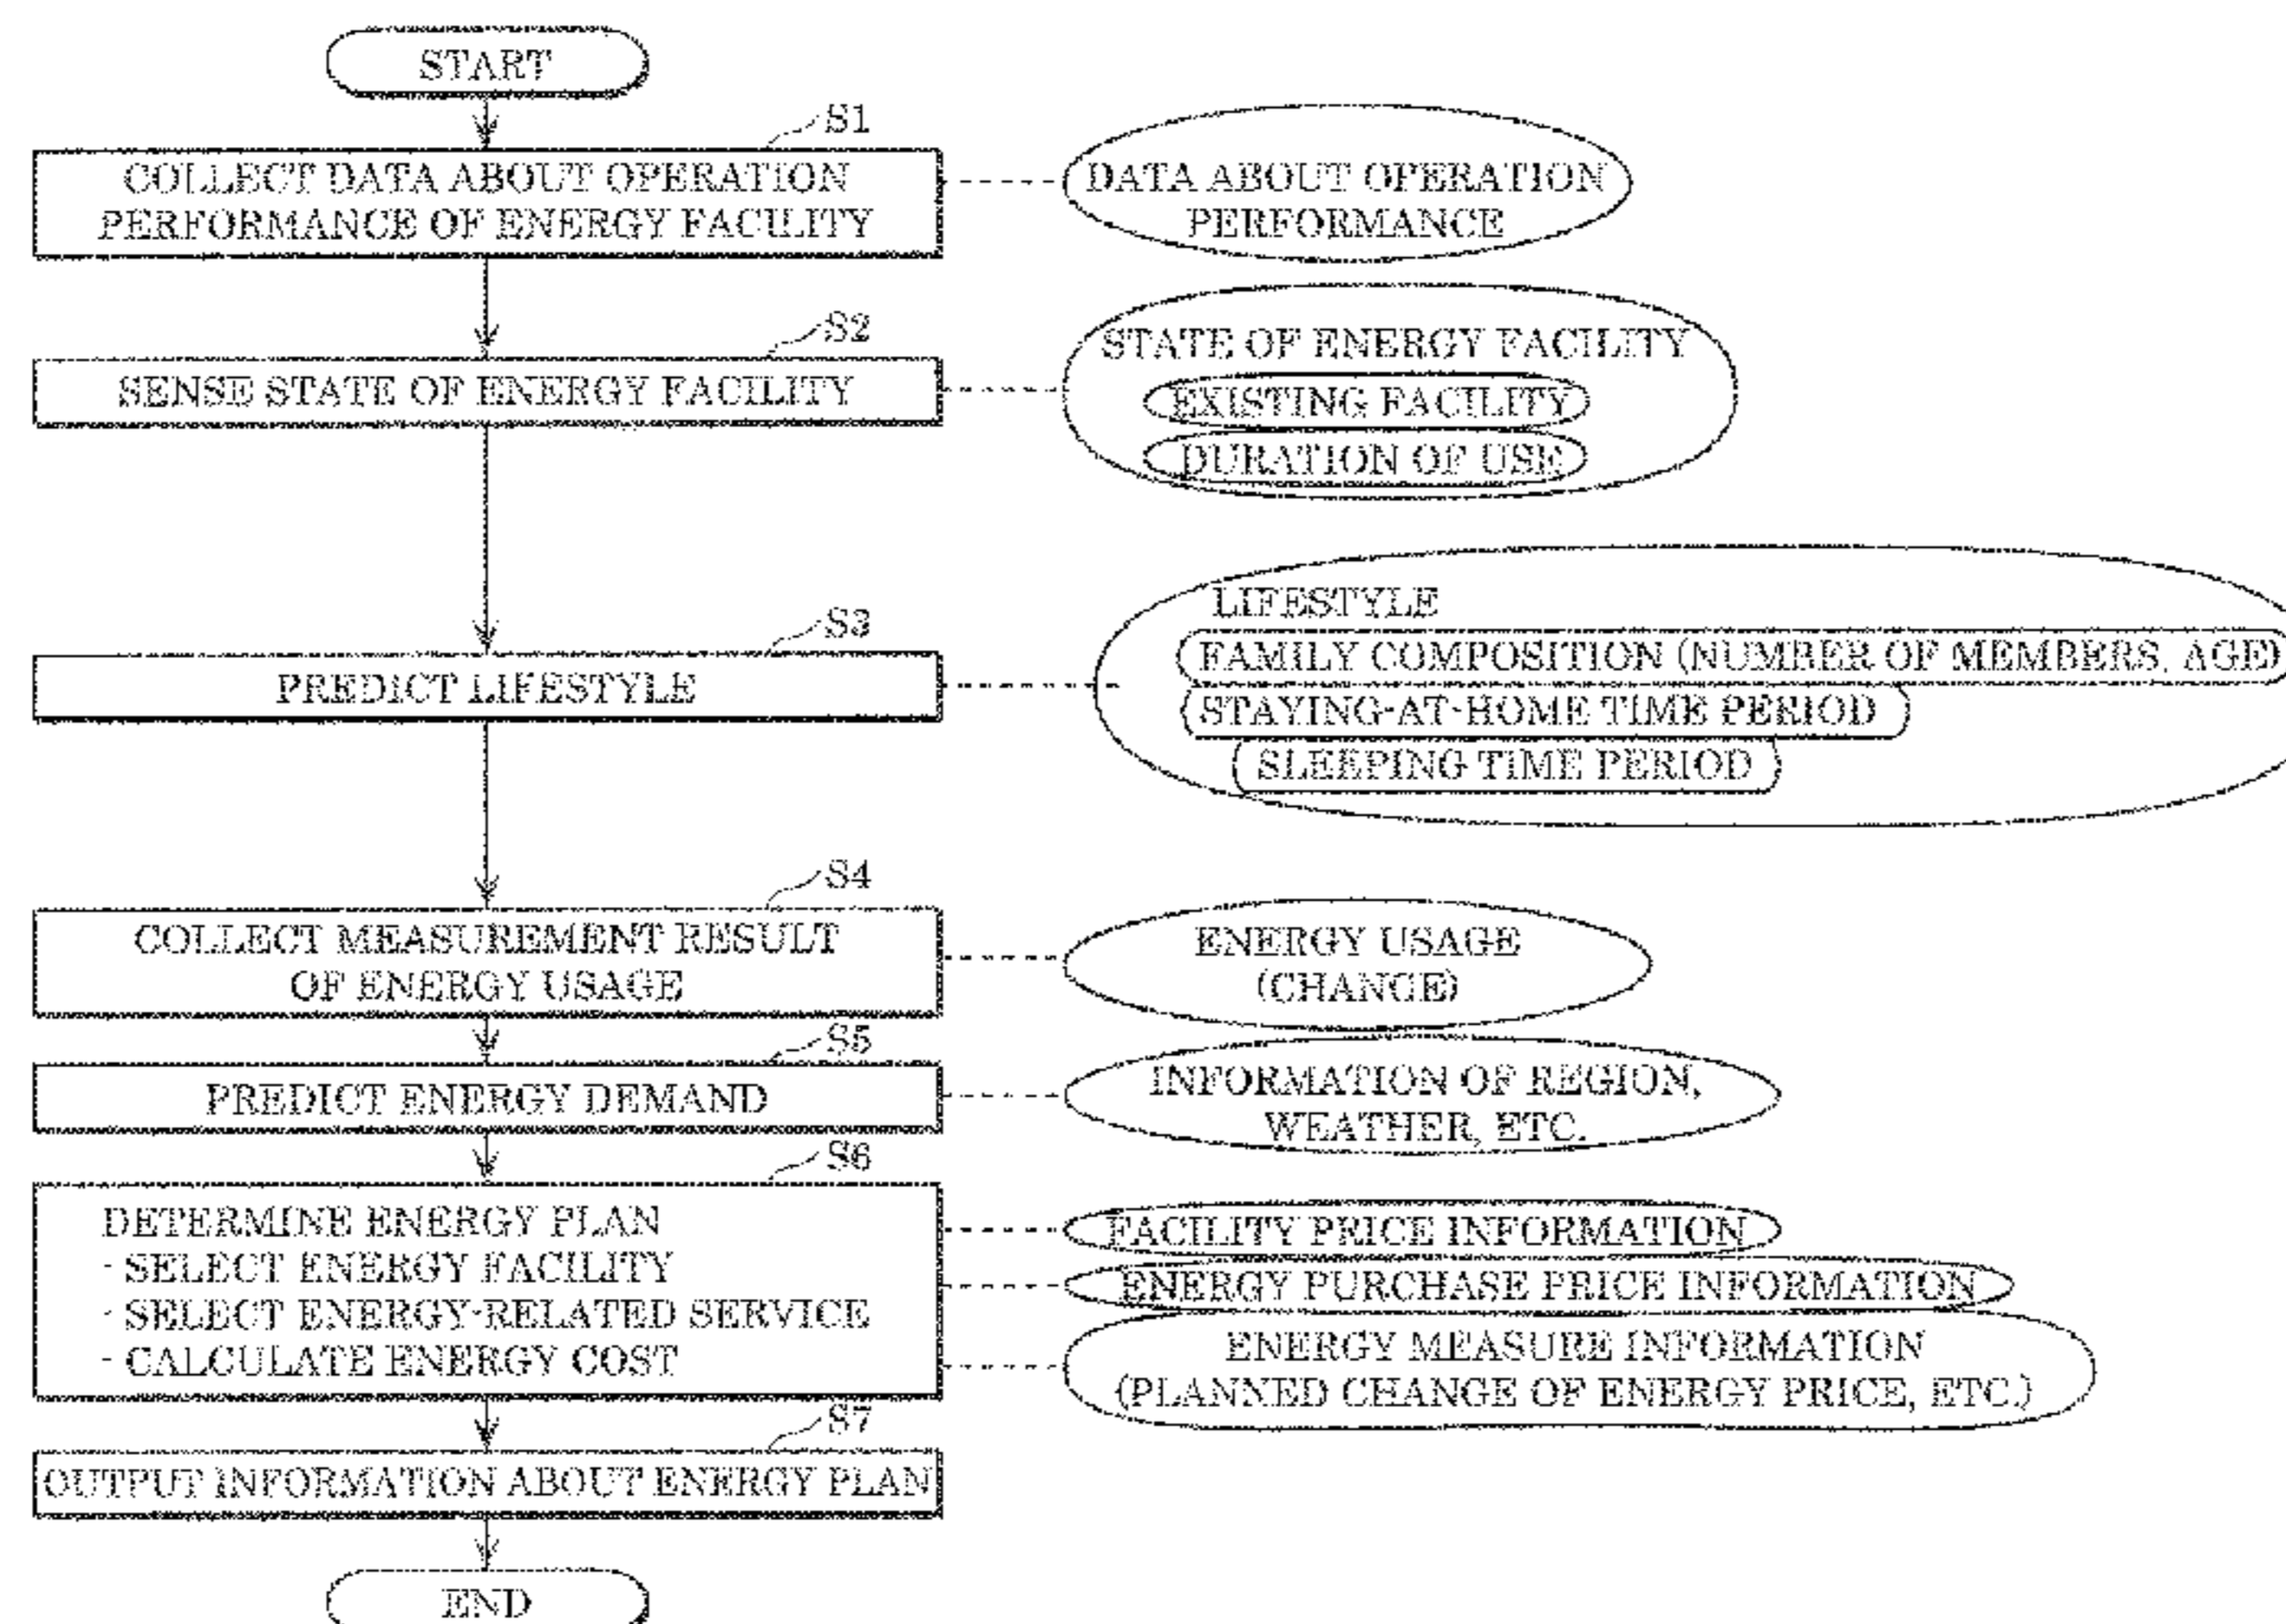 START
S1
COLLECT DATA ABOUT OPERATION
PERFORMANCE OF ENERGY FACILITY
DATA ABOUT OPERATION
PERFORMANCE
S2
SENSE STATE OF ENERGY FACILITY
STATE OF ENERGY FACILITY
EXISTING FACILITY
DURATION OF USE
S3
PREDICT LIFESTYLE
LIFESTYLE
FAMILY COMPOSITION (NUMBER OF MEMBERS, AGE)
STAYING-AT-HOME TIME PERIOD
SLEEPING TIME PERIOD
S4
COLLECT MEASUREMENT RESULT
OF ENERGY USAGE
ENERGY USAGE
(CHANGE)
S5
PREDICT ENERGY DEMAND
INFORMATION OF REGION,
WEATHER, ETC.
S6
DETERMINE ENERGY PLAN
- SELECT ENERGY FACILITY
- SELECT ENERGY-RELATED SERVICE
- CALCULATE ENERGY COST
FACILITY PRICE INFORMATION
ENERGY PURCHASE PRICE INFORMATION
ENERGY MEASURE INFORMATION
(PLANNED CHANGE OF ENERGY PRICE, ETC.)
S7
OUTPUT INFORMATION ABOUT ENERGY PLAN
END